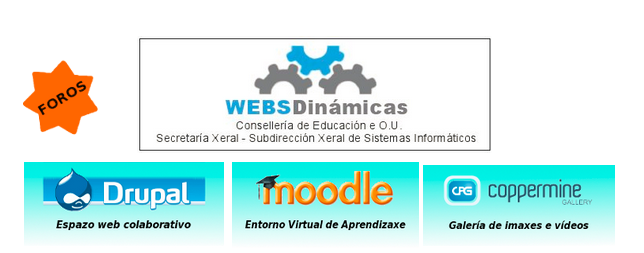 FOROS
WEBSDinámicas
Consellería de Educación e O.U.
Secretaría Xeral - Subdirección Xeral de Sistemas Informáticos
Drupal
Espazo web colaborativo
moodle
Entorno Virtual de Aprendizaxe
CPG coppermine
GALLERY
Galería de imaxes e vídeos